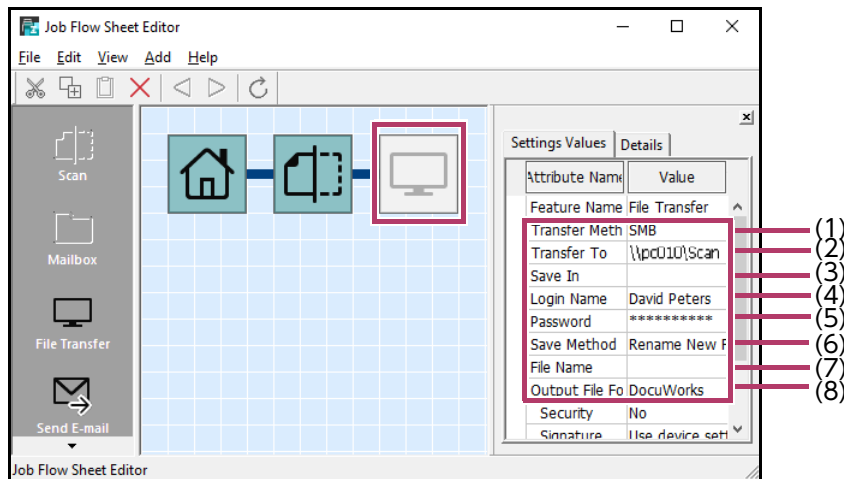 Job Flow Sheet Editor
File Edit View Add Help
Scan
Mailbox
File Transfer
Send E-mail
Settings Values Details
Attribute Name Value
Feature Name File Transfer
Transfer Meth SMB (1)
Transfer To \\pc010\Scan (2)
Save In (3)
Login Name David Peters (4)
Password ********** (5)
Save Method Rename New F (6)
File Name (7)
Output File Fo DocuWorks (8)
Security No
Signature Use device sett
Job Flow Sheet Editor